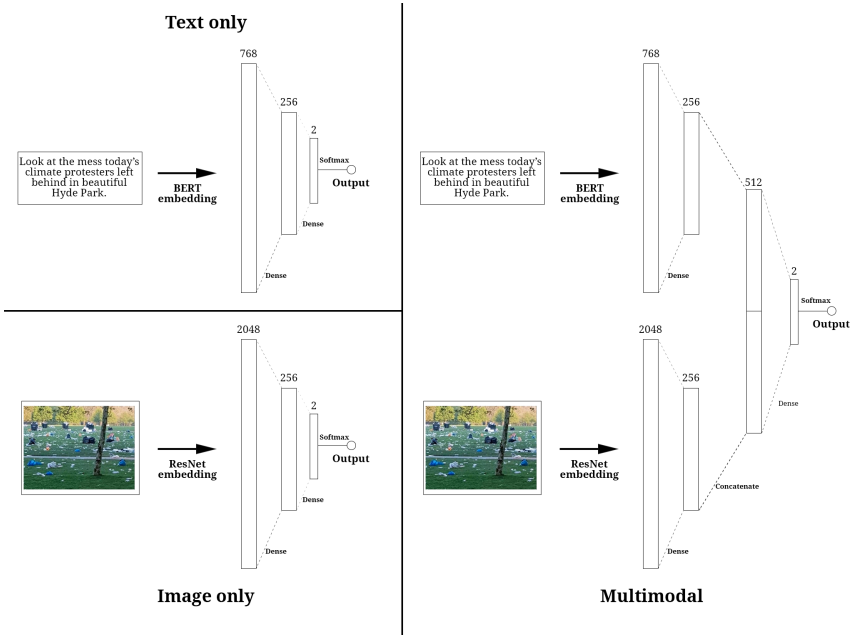 Text only
768
256
2
Look at the mess today's
climate protesters left
behind in beautiful
Hyde Park.
BERT
embedding
Softmax
Output
Dense
Dense
2048
256
2
ResNet
embedding
Softmax
Output
Dense
Dense
Image only
768
256
Look at the mess today's
climate protesters left
behind in beautiful
Hyde Park.
BERT
embedding
Dense
512
2
Softmax
Output
Dense
2048
256
ResNet
embedding
Concatenate
Dense
Multimodal